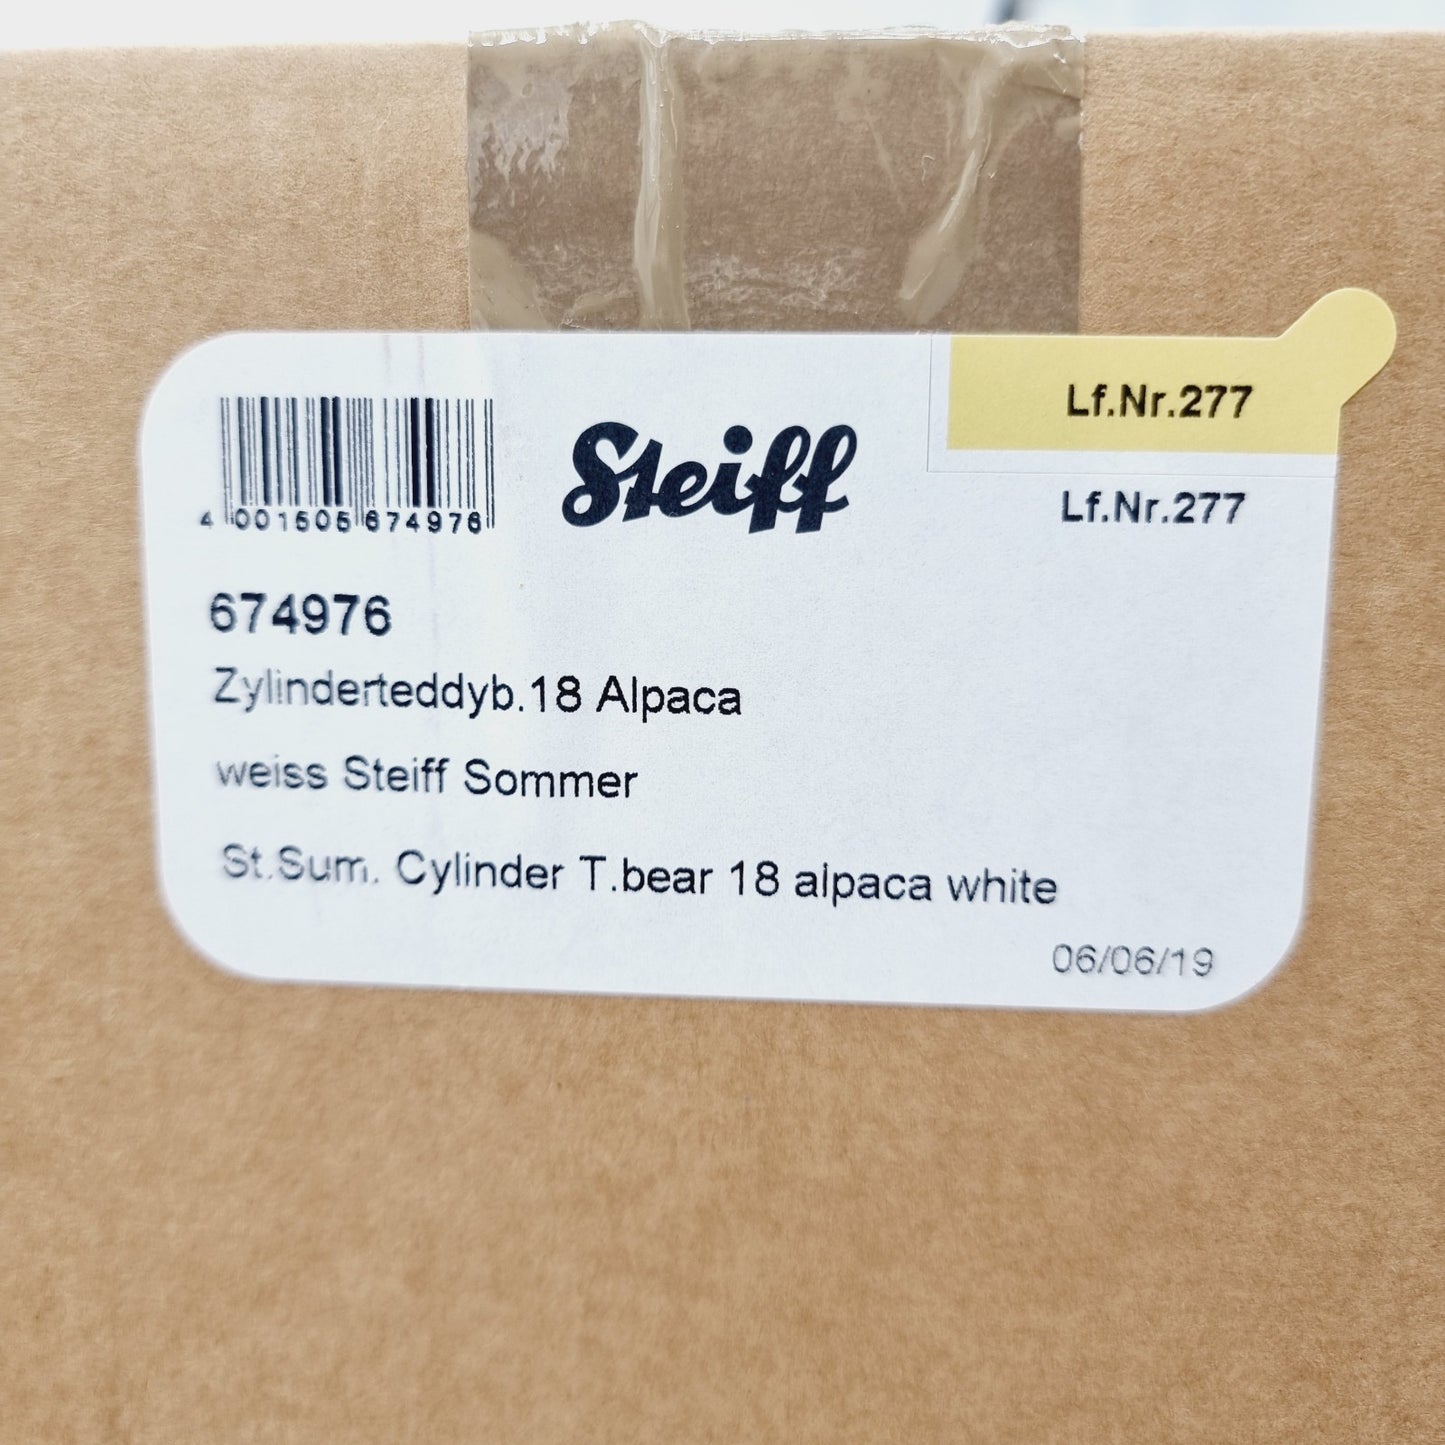 Lf.Nr.277
Steiff
Lf.Nr.277
4 001505 674976
674976
Zylinderteddyb.18 Alpaca
weiss Steiff Sommer
St.Sum. Cylinder T.bear 18 alpaca white
06/06/19